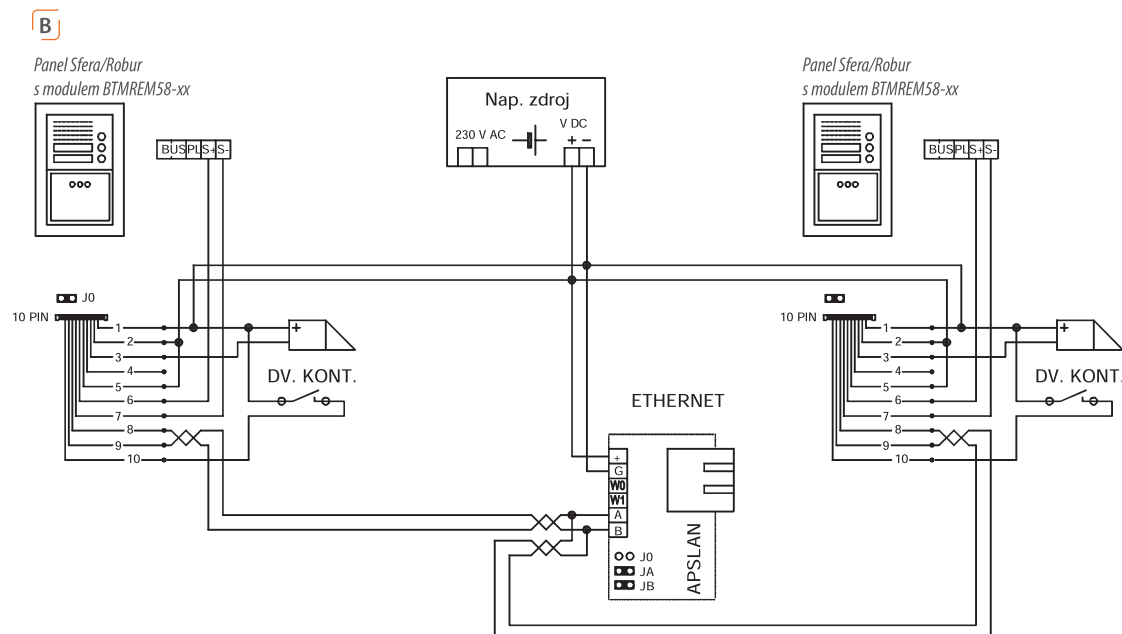 B
Panel Sfera/Robur
s modulem BTMREM58-xx
BUS PL S+ S-
Nap. zdroj
230 V AC
V DC
+ −
Panel Sfera/Robur
s modulem BTMREM58-xx
BUS PL S+ S-
J0
10 PIN
1
2
3
4
5
6
7
8
9
10
+
DV. KONT.
10 PIN
1
2
3
4
5
6
7
8
9
10
+
DV. KONT.
ETHERNET
+
G
W0
W1
A
B
J0
JA
JB
APSLAN